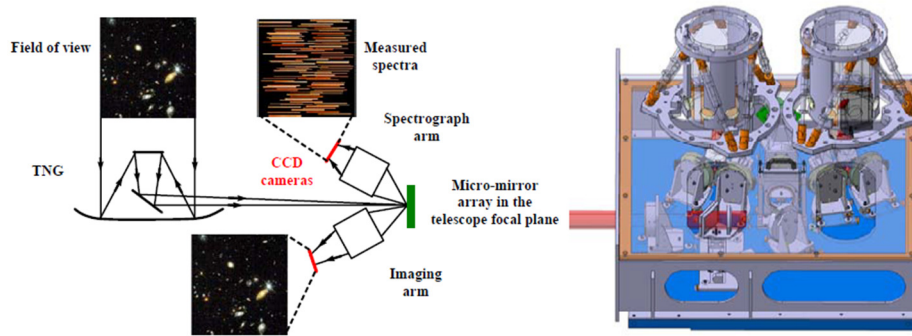 Field of view
Measured
spectra
Spectrograph
arm
TNG
CCD
cameras
Micro-mirror
array in the
telescope focal plane
Imaging
arm